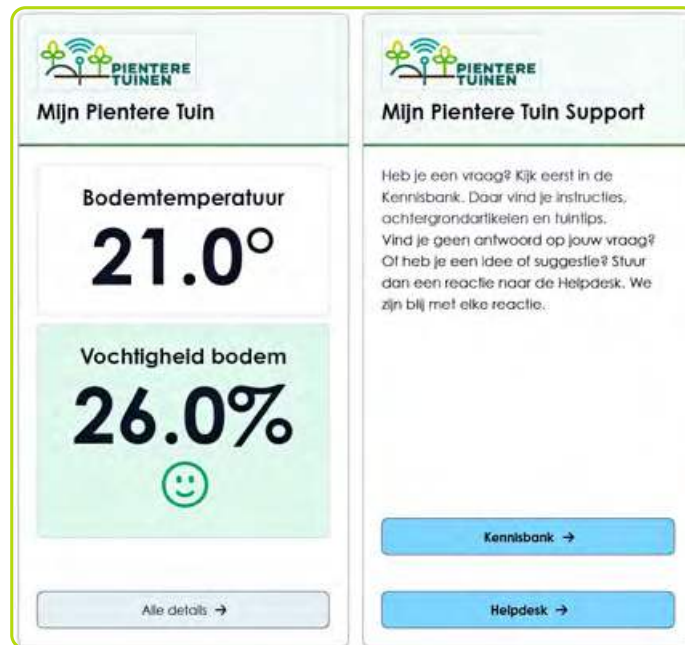 PIENTERE
TUINEN
Mijn Pientere Tuin
Bodemtemperatuur
21.0°
Vochtigheid bodem
26.0%
Alle details →
PIENTERE
TUINEN
Mijn Pientere Tuin Support
Heb je een vraag? Kijk eerst in de
Kennisbank. Daar vind je instructies,
achtergrondartikelen en tuintips.
Vind je geen antwoord op jouw vraag?
Of heb je een idee of suggestie? Stuur
dan een reactie naar de Helpdesk. We
zijn blij met elke reactie.
Kennisbank →
Helpdesk →